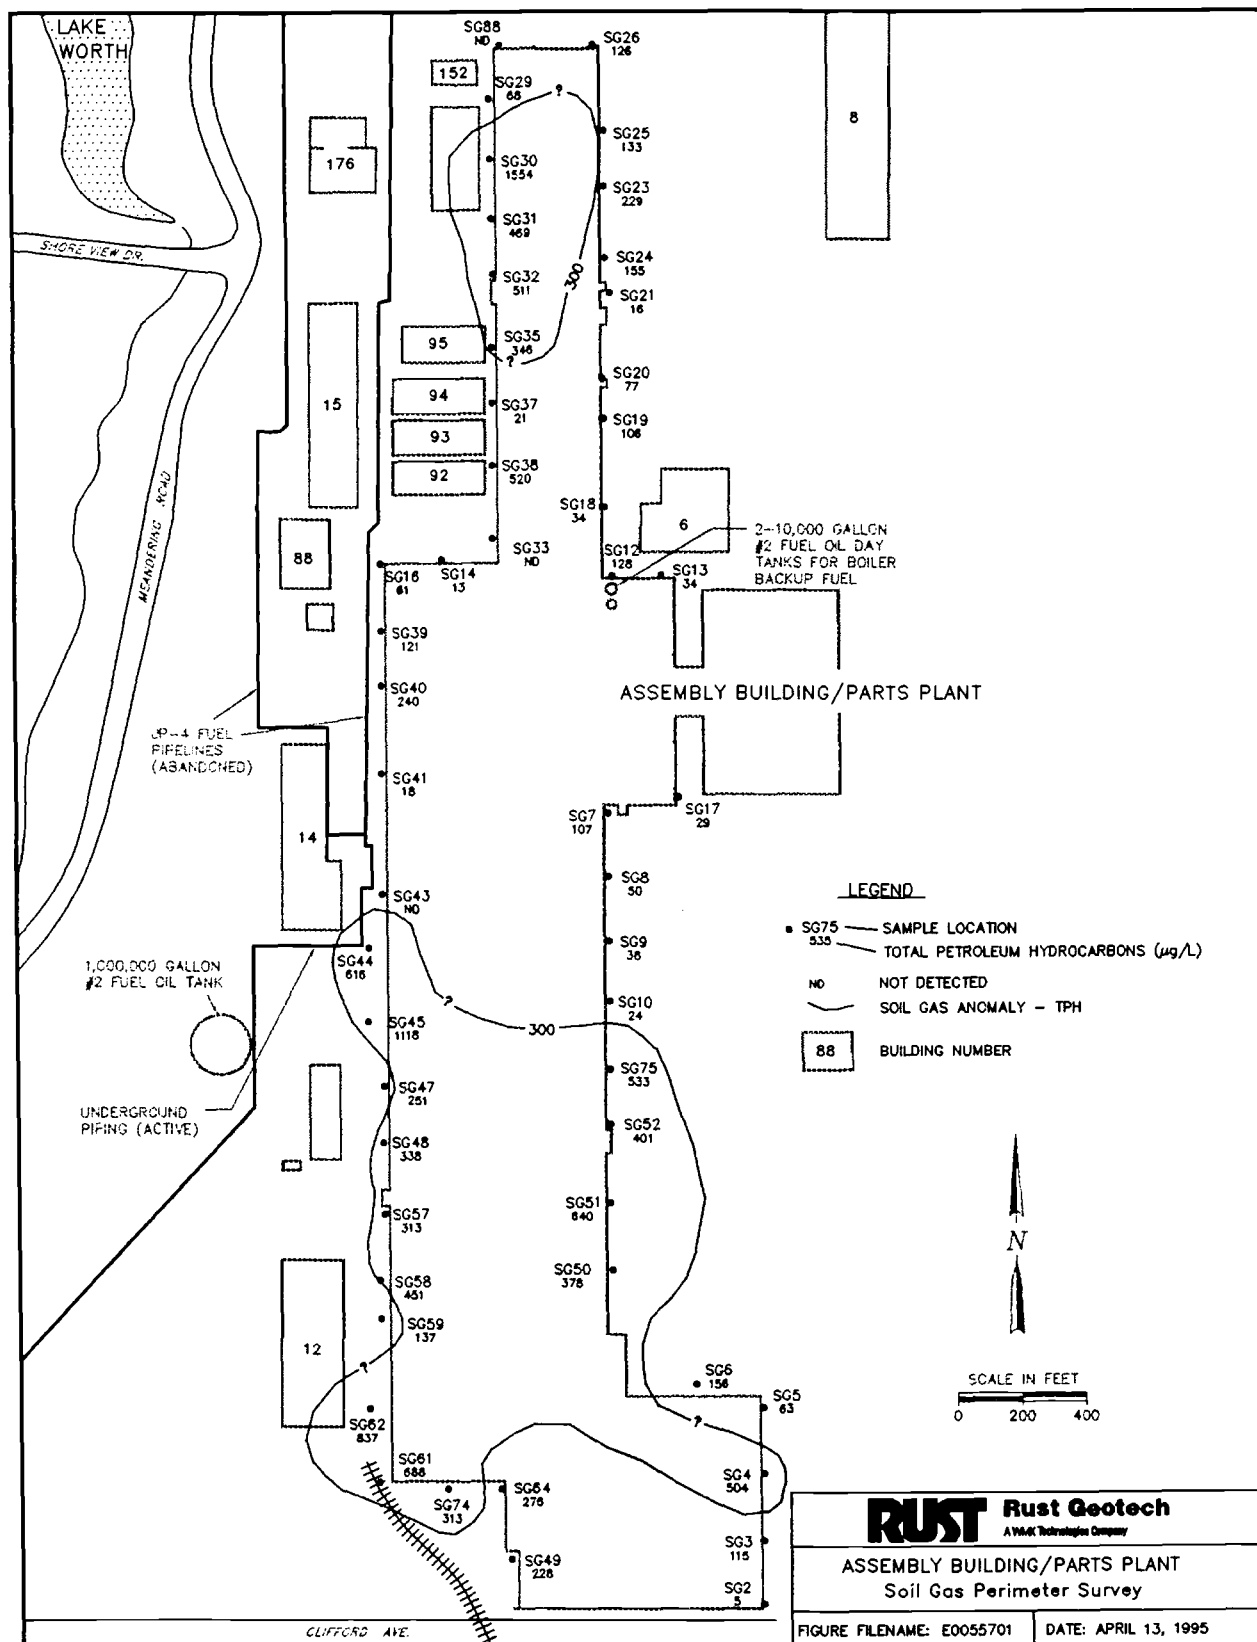 LAKE
WORTH
SG88
ND
SG26
126
152
SG29
68
?
8
SG25
133
176
SG30
1554
SG23
229
SG31
469
SHORE VIEW DR.
SG24
155
SG32
511
300
SG21
16
95
SG35
346
?
SG20
77
94
15
SG37
21
SG19
106
93
92
SG38
520
MEANDERING ROAD
SG18
34
6
2-10,000 GALLON
#2 FUEL OIL DAY
TANKS FOR BOILER
BACKUP FUEL
88
SG33
ND
SG16
61
SG14
13
SG12
128
SG13
34
SG39
121
SG40
240
ASSEMBLY BUILDING/PARTS PLANT
JP-4 FUEL
PIPELINES
(ABANDONED)
SG41
18
14
SG7
107
SG17
29
SG8
50
SG43
ND
LEGEND
SG75
535
SAMPLE LOCATION
TOTAL PETROLEUM HYDROCARBONS (µg/L)
ND
NOT DETECTED
SOIL GAS ANOMALY - TPH
88
BUILDING NUMBER
SG44
616
SG9
36
1,000,000 GALLON
#2 FUEL OIL TANK
?
SG10
24
SG45
1118
300
SG75
533
SG47
251
UNDERGROUND
PIPING (ACTIVE)
SG52
401
SG48
338
SG51
640
SG57
313
N
SG50
378
SG58
451
SG59
137
12
?
SG6
156
SCALE IN FEET
0 200 400
SG5
63
SG62
837
?
SG61
688
SG4
504
SG74
313
SG64
276
SG3
115
SG49
228
SG2
5
CLIFFORD AVE.
RUST
Rust Geotech
A WMX Technologies Company
ASSEMBLY BUILDING/PARTS PLANT
Soil Gas Perimeter Survey
FIGURE FILENAME: E0055701
DATE: APRIL 13, 1995